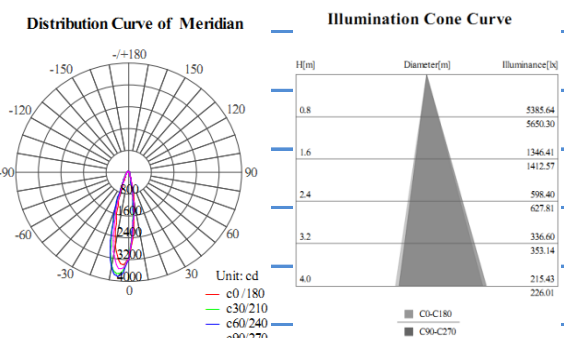 Distribution Curve of Meridian
-/+180
-150
150
-120
120
-90
90
-60
60
-30
30
0
800
1600
2400
3200
4000
Unit: cd
c0 /180
c30/210
c60/240
c90/270
Illumination Cone Curve
H[m]
Diameter[m]
Illuminance[lx]
0.8
5385.64
5650.30
1.6
1346.41
1412.57
2.4
598.40
627.81
3.2
336.60
353.14
4.0
215.43
226.01
C0-C180
C90-C270